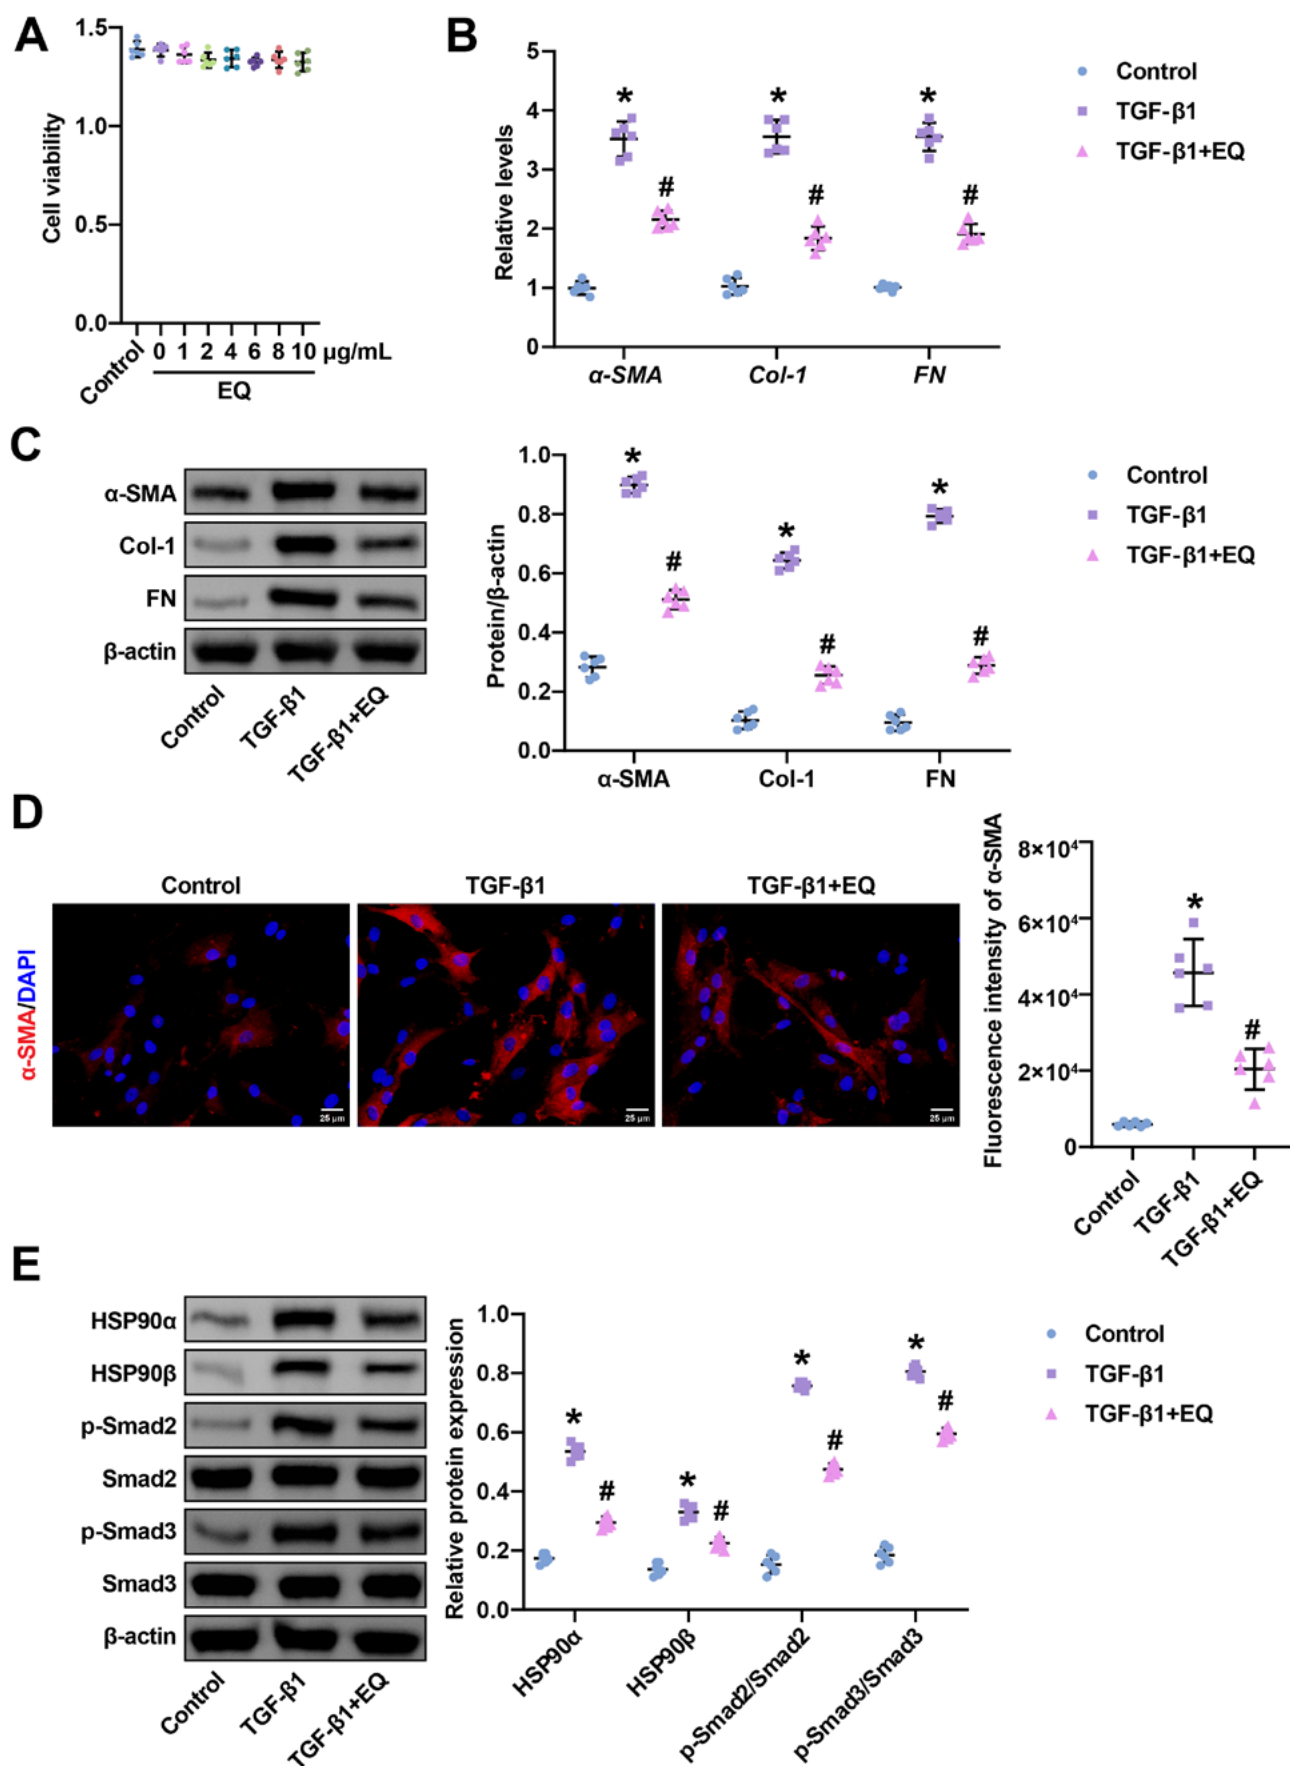 A
1.5
1.0
0.5
0.0
Cell viability
Control 0 1 2 4 6 8 10 μg/mL
EQ
B
5
4
3
2
1
0
Relative levels
* # * # * #
α-SMA Col-1 FN
Control
TGF-β1
TGF-β1+EQ
C
α-SMA
Col-1
FN
β-actin
Control TGF-β1 TGF-β1+EQ
1.0
0.8
0.6
0.4
0.2
0.0
Protein/β-actin
* # * # * #
α-SMA Col-1 FN
Control
TGF-β1
TGF-β1+EQ
D
α-SMA/DAPI
Control TGF-β1 TGF-β1+EQ
25 μm 25 μm 25 μm
Fluorescence intensity of α-SMA
8×10⁴
6×10⁴
4×10⁴
2×10⁴
0
* #
Control TGF-β1 TGF-β1+EQ
E
HSP90α
HSP90β
p-Smad2
Smad2
p-Smad3
Smad3
β-actin
Control TGF-β1 TGF-β1+EQ
1.0
0.8
0.6
0.4
0.2
0.0
Relative protein expression
* # * # * # * #
HSP90α HSP90β p-Smad2/Smad2 p-Smad3/Smad3
Control
TGF-β1
TGF-β1+EQ